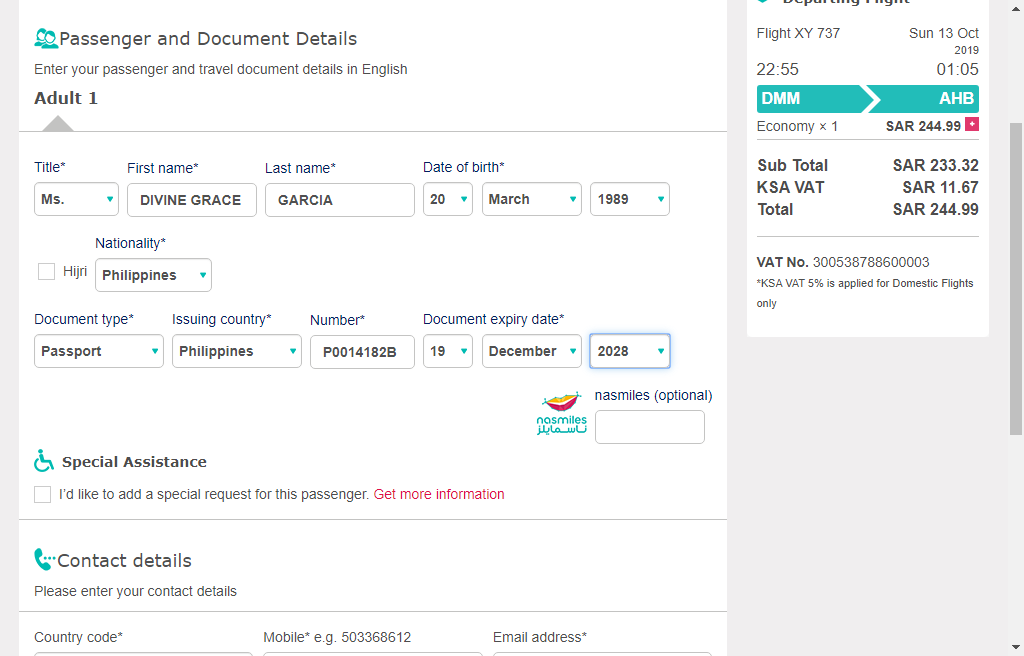 Passenger and Document Details
Enter your passenger and travel document details in English
Adult 1
Title* First name* Last name* Date of birth*
Ms. DIVINE GRACE GARCIA 20 March 1989
Nationality*
Hijri Philippines
Document type* Issuing country* Number* Document expiry date*
Passport Philippines P0014182B 19 December 2028
nasmiles (optional)
nasmiles
ناسمايلز
Special Assistance
I'd like to add a special request for this passenger. Get more information
Contact details
Please enter your contact details
Country code* Mobile* e.g. 503368612 Email address*
Departing Flight
Flight XY 737 Sun 13 Oct
2019
22:55 01:05
DMM AHB
Economy × 1 SAR 244.99 +
Sub Total SAR 233.32
KSA VAT SAR 11.67
Total SAR 244.99
VAT No. 300538788600003
*KSA VAT 5% is applied for Domestic Flights
only